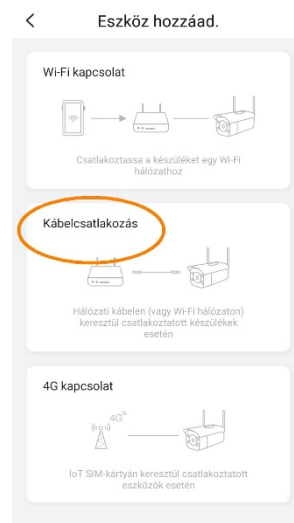 Eszköz hozzáad.
Wi-Fi kapcsolat
Csatlakoztassa a készüléket egy Wi-Fi
hálózathoz
Kábelcsatlakozás
Hálózati kábelen (vagy Wi-Fi hálózaton)
keresztül csatlakoztatott készülékek
esetén
4G kapcsolat
4G
IoT SIM-kártyán keresztül csatlakoztatott
eszközök esetén